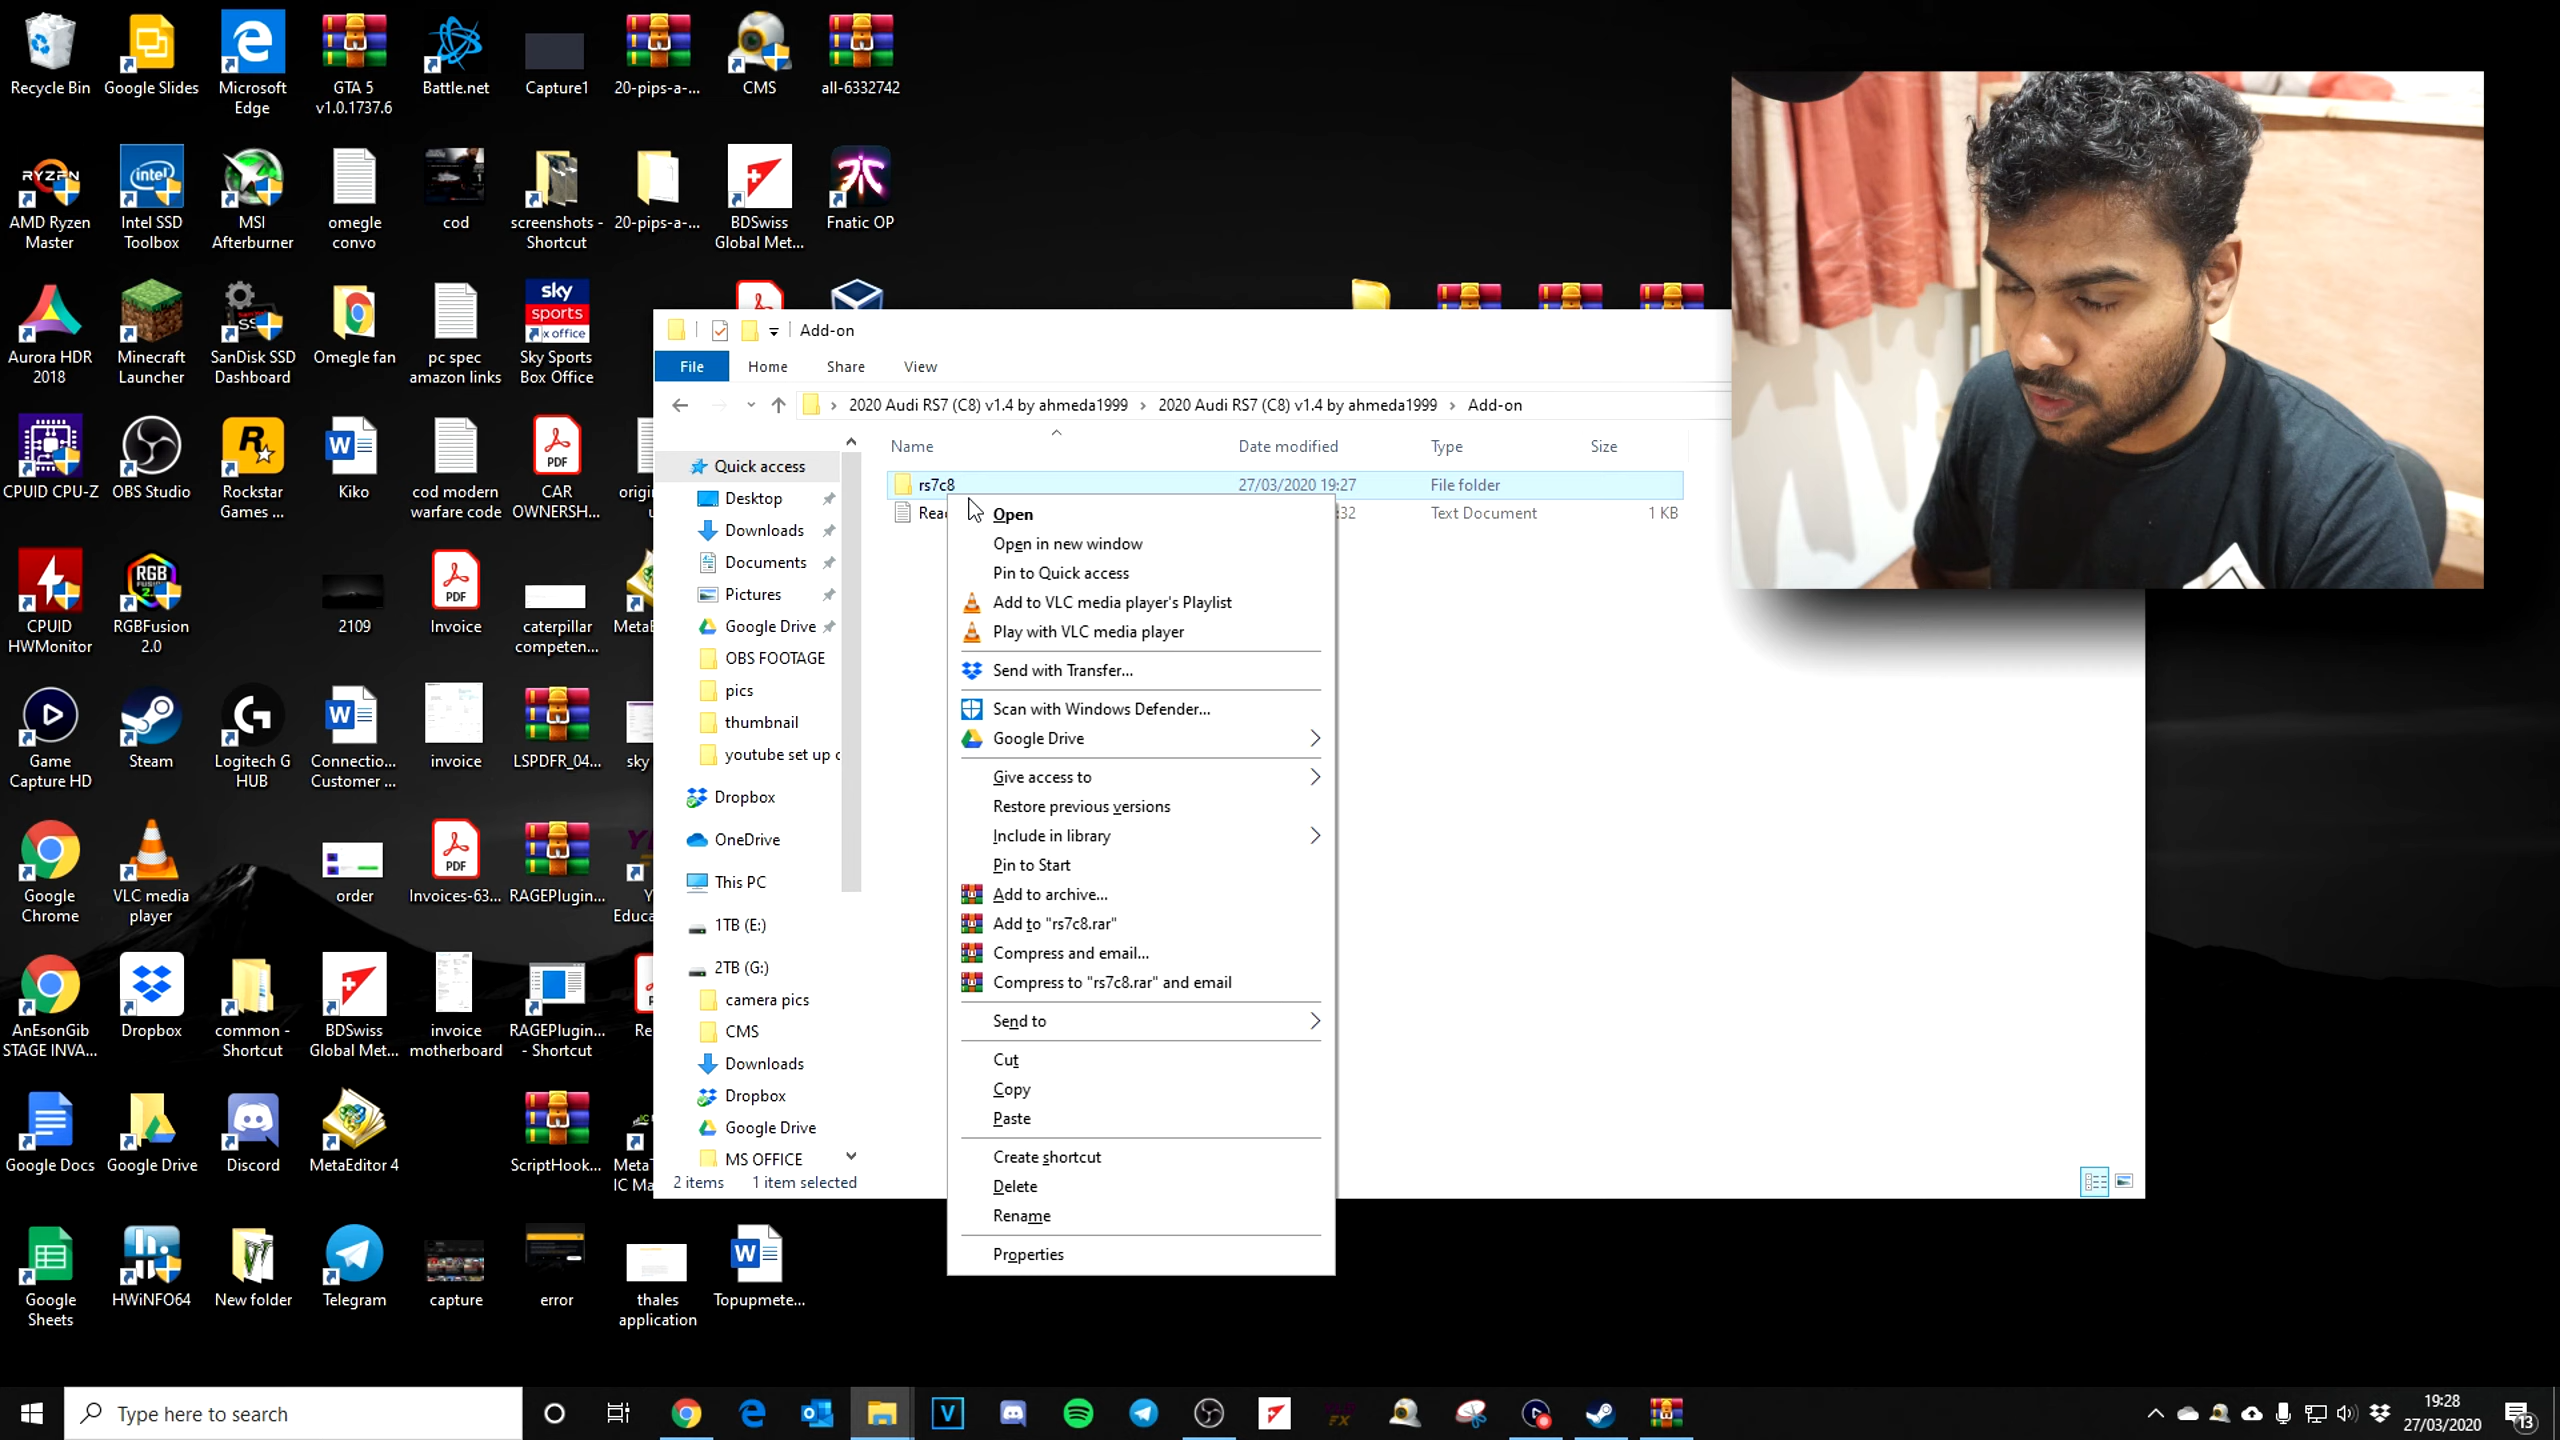 Recycle Bin
Google Slides
Microsoft
Edge
GTA 5
v1.0.1737.6
Battle.net
Capture1
20-pips-a-...
CMS
all-6332742
RYZEN
AMD Ryzen
Master
intel
Intel SSD
Toolbox
MSI
Afterburner
omegle
convo
cod
screenshots -
Shortcut
20-pips-a-...
BDSwiss
Global Met...
Fnatic OP
Aurora HDR
2018
Minecraft
Launcher
SanDisk SSD
Dashboard
Omegle fan
pc spec
amazon links
sky
sports
box office
Sky Sports
Box Office
CPUID CPU-Z
OBS Studio
Rockstar
Games ...
Kiko
cod modern
warfare code
PDF
CAR
OWNERSH...
CPUID
HWMonitor
RGB
RGBFusion
2.0
2109
PDF
Invoice
caterpillar
competen...
Game
Capture HD
Steam
Logitech G
HUB
Connectio...
Customer ...
invoice
LSPDFR_04...
sky
Google
Chrome
VLC media
player
order
PDF
Invoices-63...
RAGEPlugin...
AnEsonGib
STAGE INVA...
Dropbox
common -
Shortcut
BDSwiss
Global Met...
invoice
motherboard
RAGEPlugin...
- Shortcut
Re
Google Docs
Google Drive
Discord
MetaEditor 4
ScriptHook...
Google
Sheets
HWiNFO64
New folder
Telegram
capture
error
thales
application
Topupmete...
Add-on
File
Home
Share
View
2020 Audi RS7 (C8) v1.4 by ahmeda1999
2020 Audi RS7 (C8) v1.4 by ahmeda1999
Add-on
Name
Date modified
Type
Size
rs7c8
27/03/2020 19:27
File folder
Rea
:32
Text Document
1 KB
Quick access
Desktop
Downloads
Documents
Pictures
Google Drive
OBS FOOTAGE
pics
thumbnail
youtube set up c
Dropbox
OneDrive
This PC
1TB (E:)
2TB (G:)
camera pics
CMS
Downloads
Dropbox
Google Drive
MS OFFICE
2 items
1 item selected
Open
Open in new window
Pin to Quick access
Add to VLC media player's Playlist
Play with VLC media player
Send with Transfer...
Scan with Windows Defender...
Google Drive
Give access to
Restore previous versions
Include in library
Pin to Start
Add to archive...
Add to "rs7c8.rar"
Compress and email...
Compress to "rs7c8.rar" and email
Send to
Cut
Copy
Paste
Create shortcut
Delete
Rename
Properties
Type here to search
19:28
27/03/2020
13